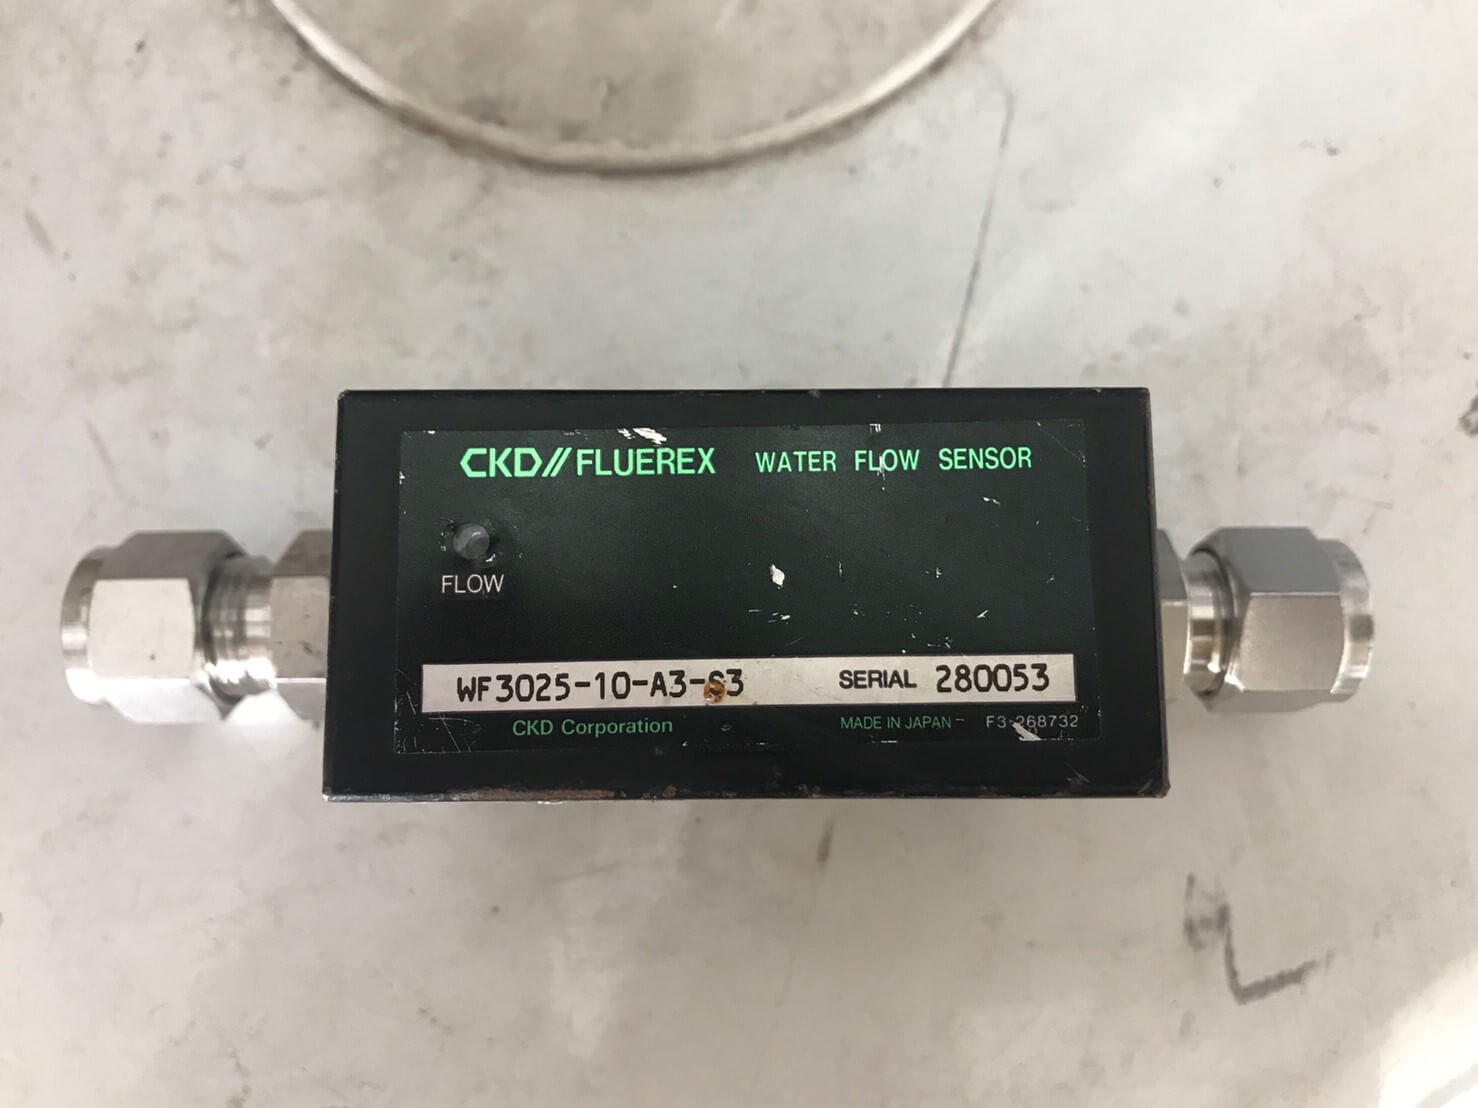 CKD//FLUEREX WATER FLOW SENSOR
FLOW
WF3025-10-A3-S3 SERIAL 280053
CKD Corporation MADE IN JAPAN F3-268732